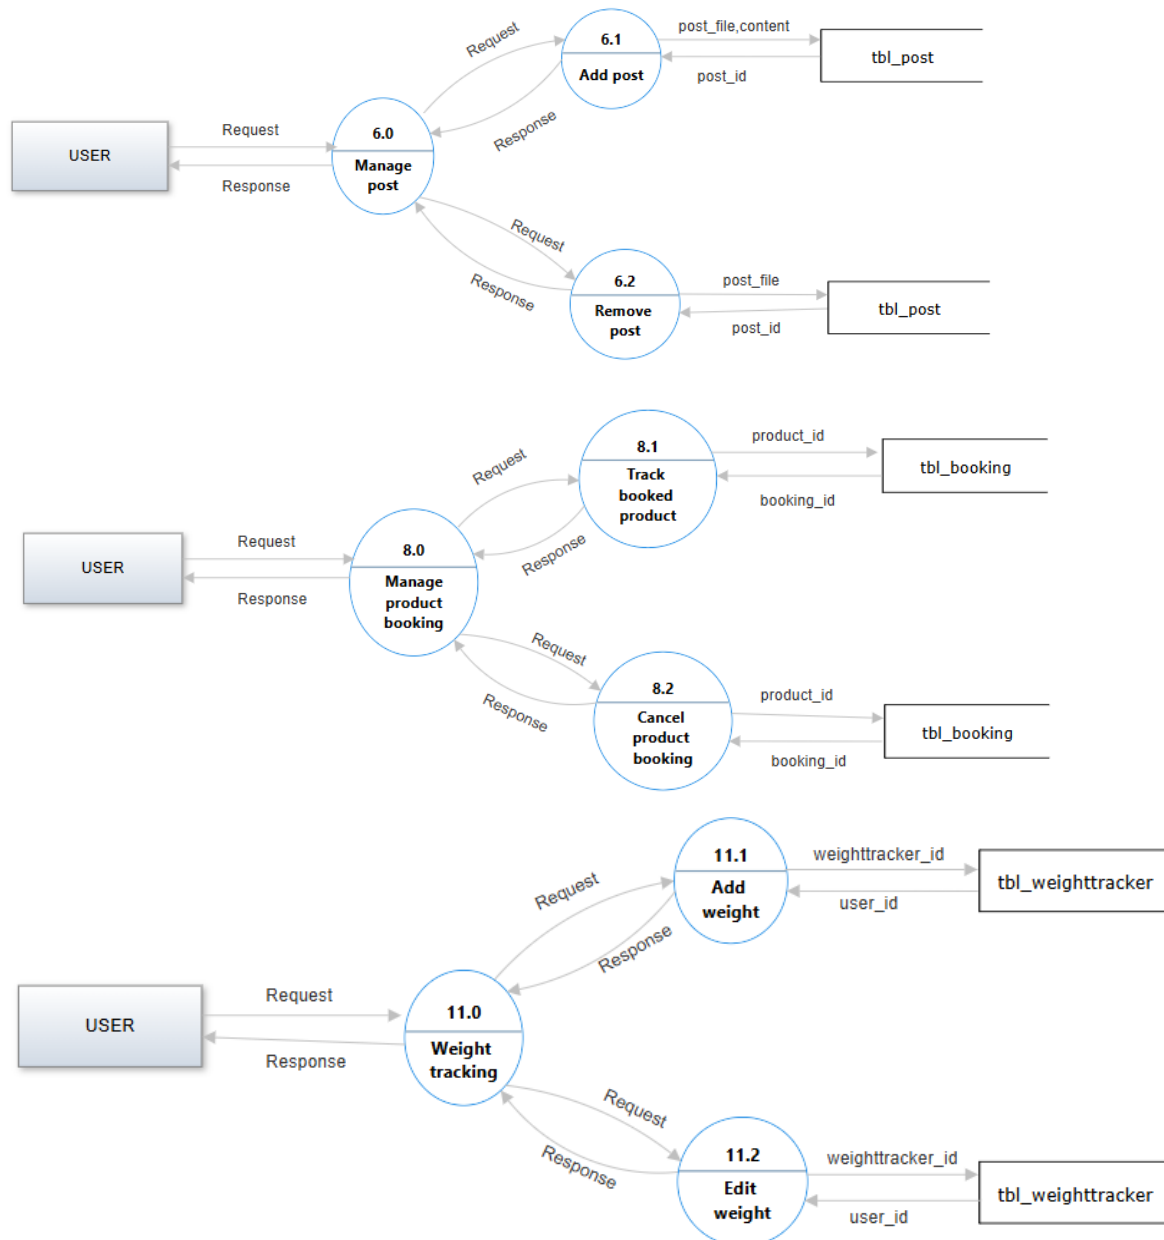 Request
6.1
Add post
post_file,content
post_id
tbl_post
Response
USER
Request
Response
6.0
Manage
post
Request
Response
6.2
Remove
post
post_file
post_id
tbl_post
Request
8.1
Track
booked
product
product_id
booking_id
tbl_booking
Response
USER
Request
Response
8.0
Manage
product
booking
Request
Response
8.2
Cancel
product
booking
product_id
booking_id
tbl_booking
Request
11.1
Add
weight
weighttracker_id
user_id
tbl_weighttracker
Response
USER
Request
Response
11.0
Weight
tracking
Request
Response
11.2
Edit
weight
weighttracker_id
user_id
tbl_weighttracker